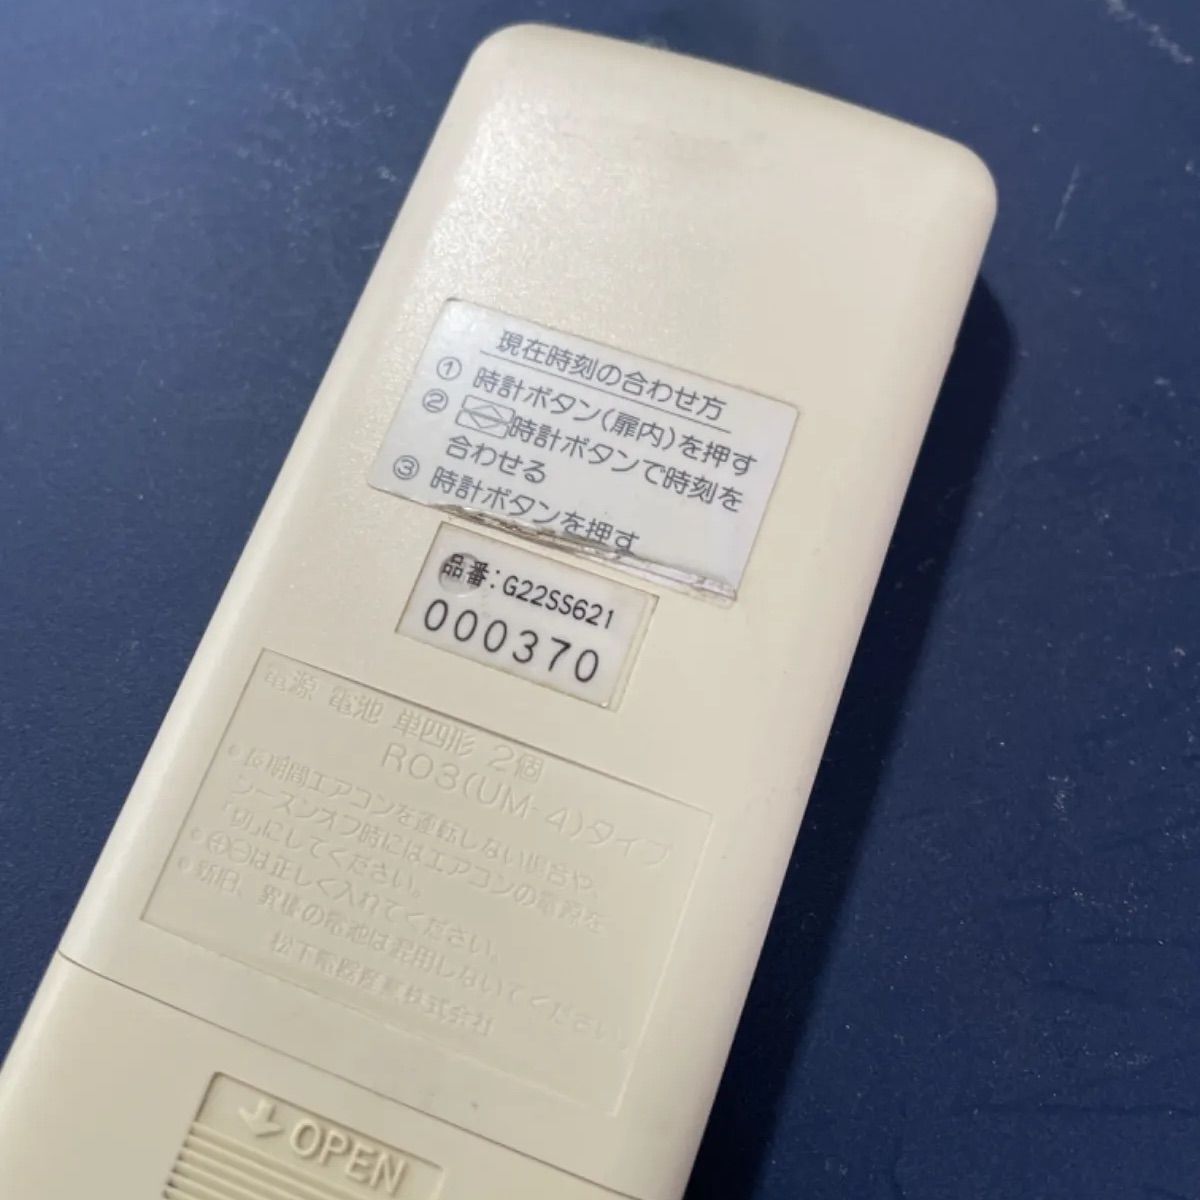 現在時刻の合わせ方
① 時計ボタン(扉内)を押す
② 時計ボタンで時刻を
合わせる
③ 時計ボタンを押す
品番:G22SS621
000370
電源 電池 単四形 2個
R03(UM-4)タイプ
●長期間エアコンを運転しない場合や、
シーズンオフ時にはエアコンの電源を
「切」にしてください。
●⊕⊖は正しく入れてください。
●新旧、異種の電池は混用しないでください。
松下電器産業株式会社
OPEN